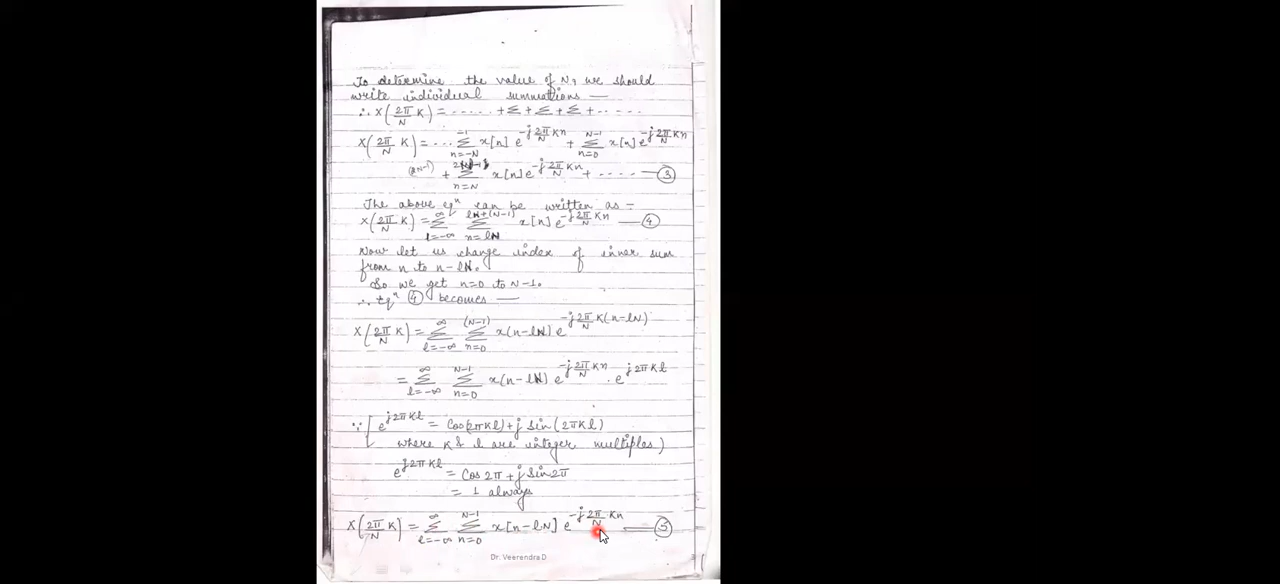 To determine the value of N, we should
write individual summations —
∴ X(2π/N K) = ...... + Σ + Σ + Σ + ......
X(2π/N K) = ... Σ_{n=-N}^{-1} x[n] e^{-j 2π/N Kn} + Σ_{n=0}^{N-1} x[n] e^{-j 2π/N Kn}
(2N-1) + Σ_{n=N} x[n] e^{-j 2π/N Kn} + .... — ③
The above eqⁿ can be written as -
X(2π/N K) = Σ_{l=-∞}^{∞} Σ_{n=lN}^{lN+(N-1)} x[n] e^{-j 2π/N Kn} — ④
Now let us change index of inner sum
from n to n-lN.
So we get n=0 to N-1.
∴ Eqⁿ ④ becomes —
X(2π/N K) = Σ_{l=-∞}^{∞} Σ_{n=0}^{(N-1)} x(n-lN) e^{-j 2π/N K(n-lN)}
= Σ_{l=-∞}^{∞} Σ_{n=0}^{N-1} x(n-lN) e^{-j 2π/N Kn} . e^{j2πKl}
∵ [ e^{j2πKl} = Cos(2πKl) + j Sin(2πKl)
where K & l are integer multiples)
e^{j2πKl} = Cos 2π + j Sin 2π
= 1 always
X(2π/N K) = Σ_{l=-∞}^{∞} Σ_{n=0}^{N-1} x[n-lN] e^{-j 2π/N Kn} — ⑤
Dr. Veerendra D
3